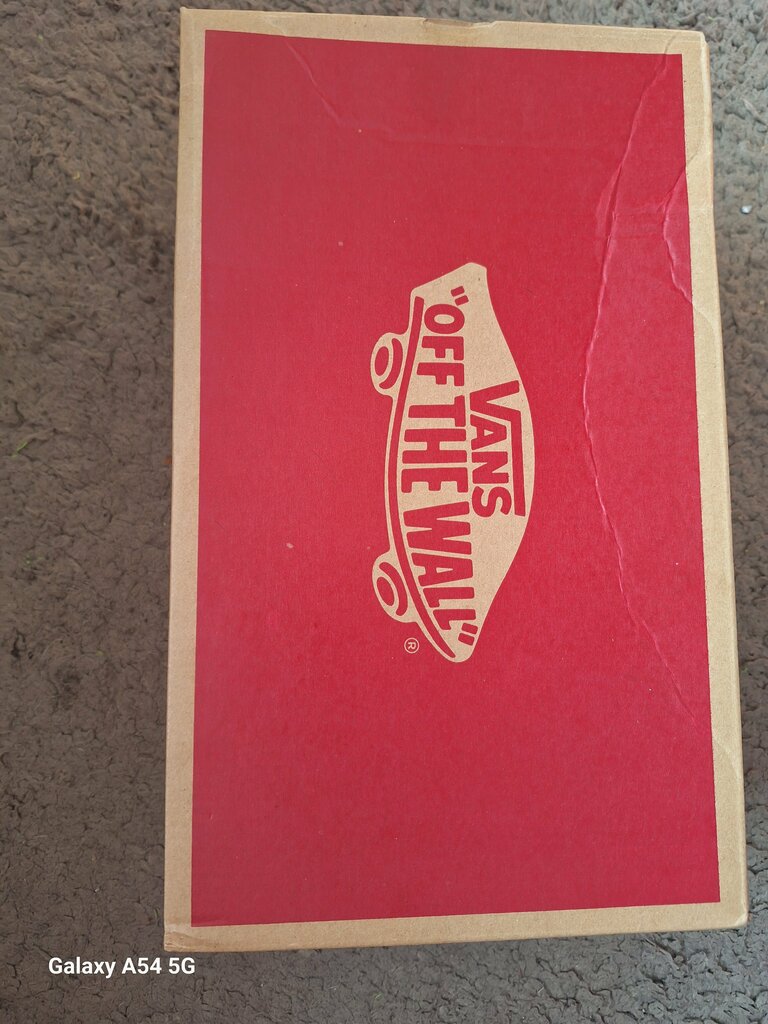 VANS
"OFF THE WALL"
®
Galaxy A54 5G